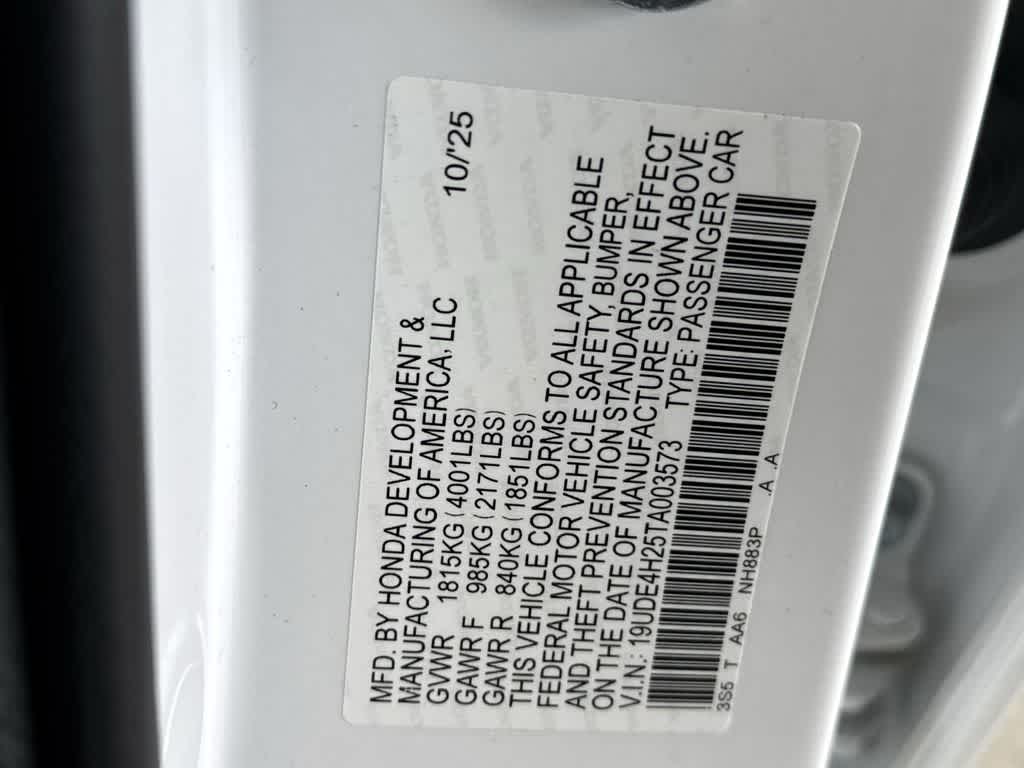 MFD. BY HONDA DEVELOPMENT &
MANUFACTURING OF AMERICA, LLC 10/'25
GVWR 1815KG (4001LBS)
GAWR F 985KG (2171LBS)
GAWR R 840KG (1851LBS)
THIS VEHICLE CONFORMS TO ALL APPLICABLE
FEDERAL MOTOR VEHICLE SAFETY, BUMPER,
AND THEFT PREVENTION STANDARDS IN EFFECT
ON THE DATE OF MANUFACTURE SHOWN ABOVE.
V.I.N.: 19UDE4H25TA003573 TYPE: PASSENGER CAR
3S5 T AA6 NH883P .A .A